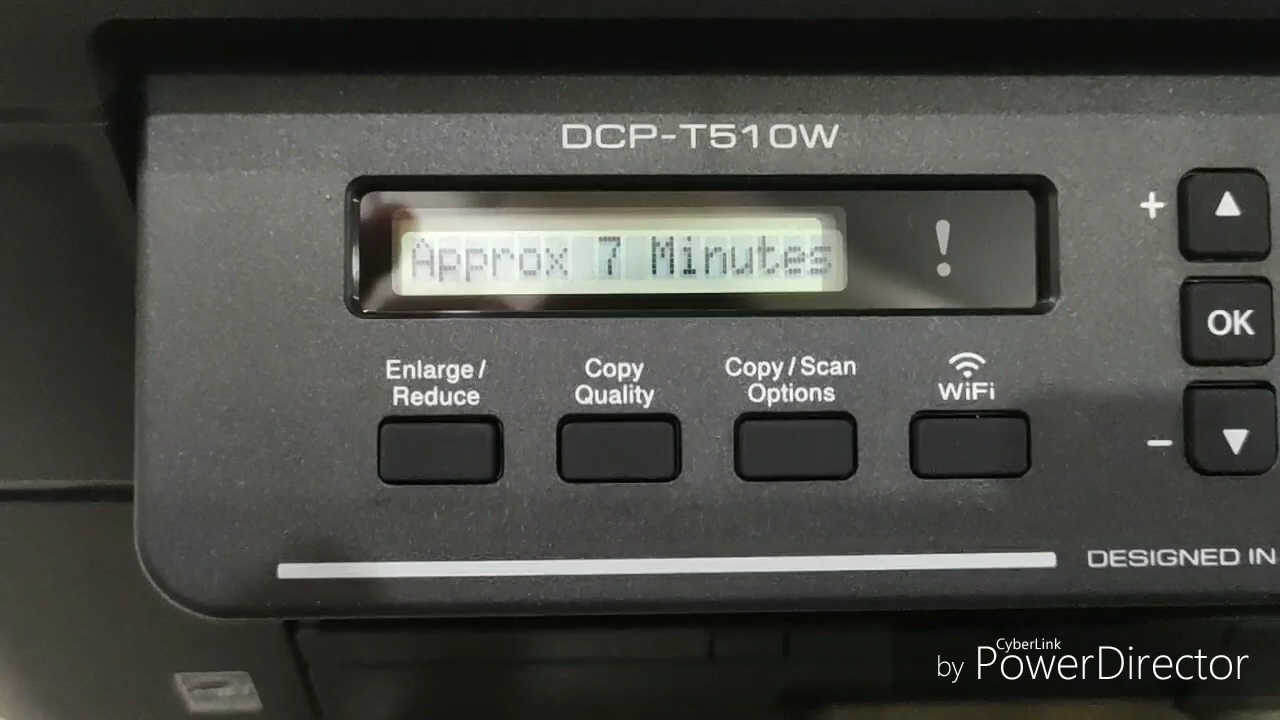 DCP-T510W
Approx 7 Minutes
!
+
OK
-
Enlarge /
Reduce
Copy
Quality
Copy / Scan
Options
WiFi
DESIGNED IN
CyberLink
by PowerDirector